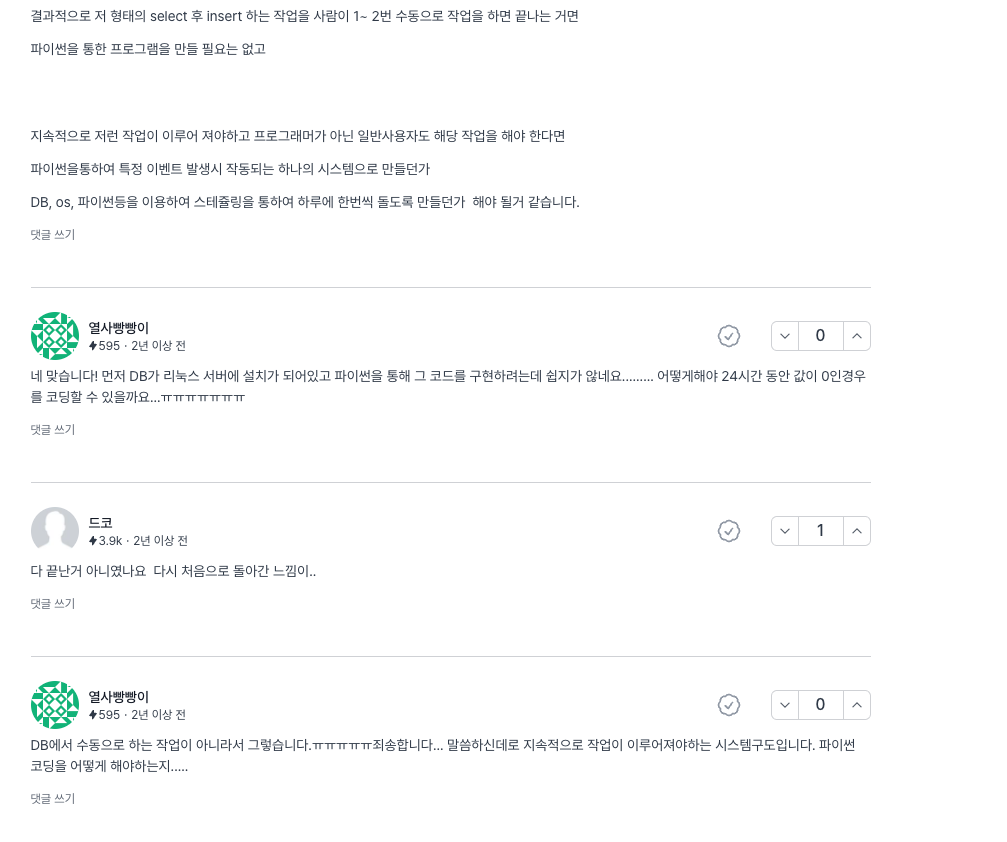 결과적으로 저 형태의 select 후 insert 하는 작업을 사람이 1~ 2번 수동으로 작업을 하면 끝나는 거면
파이썬을 통한 프로그램을 만들 필요는 없고
지속적으로 저런 작업이 이루어 져야하고 프로그래머가 아닌 일반사용자도 해당 작업을 해야 한다면
파이썬을통하여 특정 이벤트 발생시 작동되는 하나의 시스템으로 만들던가
DB, os, 파이썬등을 이용하여 스테쥴링을 통하여 하루에 한번씩 돌도록 만들던가  해야 될거 같습니다.
댓글 쓰기
열사빵빵이
595 · 2년 이상 전
0
네 맞습니다! 먼저 DB가 리눅스 서버에 설치가 되어있고 파이썬을 통해 그 코드를 구현하려는데 쉽지가 않네요......... 어떻게해야 24시간 동안 값이 0인경우
를 코딩할 수 있을까요...ㅠㅠㅠㅠㅠㅠㅠ
댓글 쓰기
드코
3.9k · 2년 이상 전
1
다 끝난거 아니였나요  다시 처음으로 돌아간 느낌이..
댓글 쓰기
열사빵빵이
595 · 2년 이상 전
0
DB에서 수동으로 하는 작업이 아니라서 그렇습니다.ㅠㅠㅠㅠㅠ죄송합니다... 말씀하신데로 지속적으로 작업이 이루어져야하는 시스템구도입니다. 파이썬
코딩을 어떻게 해야하는지.....
댓글 쓰기